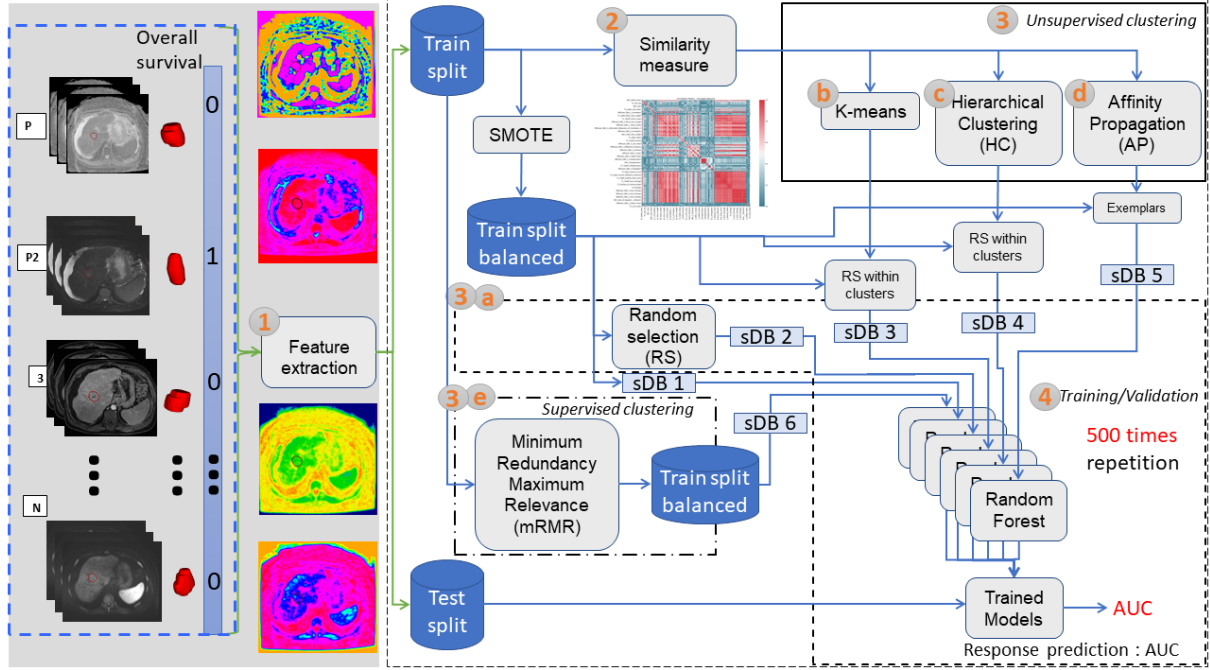 Overall
survival
P
0
P2
1
3
0
N
0
1
Feature
extraction
Train
split
2
Similarity
measure
SMOTE
Train split
balanced
3 Unsupervised clustering
b
K-means
c
Hierarchical
Clustering
(HC)
d
Affinity
Propagation
(AP)
Exemplars
RS within
clusters
RS within
clusters
sDB 5
sDB 4
sDB 3
3 a
Random
selection
(RS)
sDB 2
sDB 1
3 e
Supervised clustering
sDB 6
Minimum
Redundancy
Maximum
Relevance
(mRMR)
Train split
balanced
4 Training/Validation
500 times
repetition
Random
Forest
Test
split
Trained
Models
AUC
Response prediction : AUC